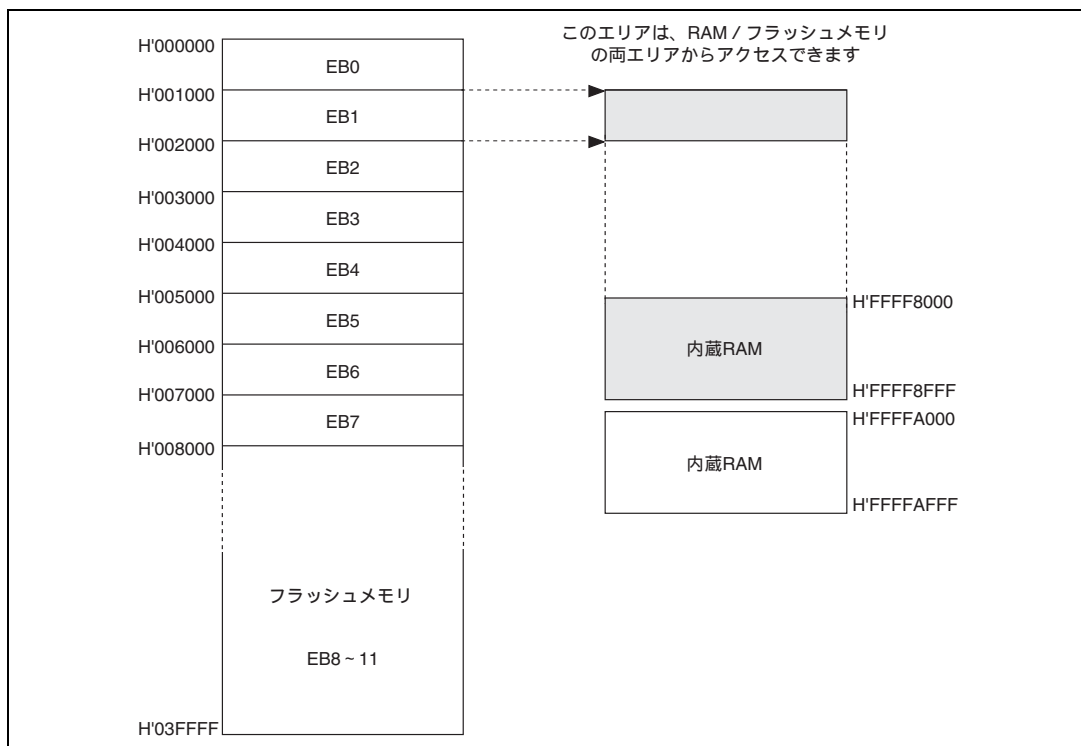 このエリアは、RAM / フラッシュメモリ
の両エリアからアクセスできます
H'000000
EB0
H'001000
EB1
H'002000
EB2
H'003000
EB3
H'004000
EB4
H'005000
EB5
H'006000
EB6
H'007000
EB7
H'008000
フラッシュメモリ
EB8 ~ 11
H'03FFFF
H'FFFF8000
内蔵RAM
H'FFFF8FFF
H'FFFFA000
内蔵RAM
H'FFFFAFFF